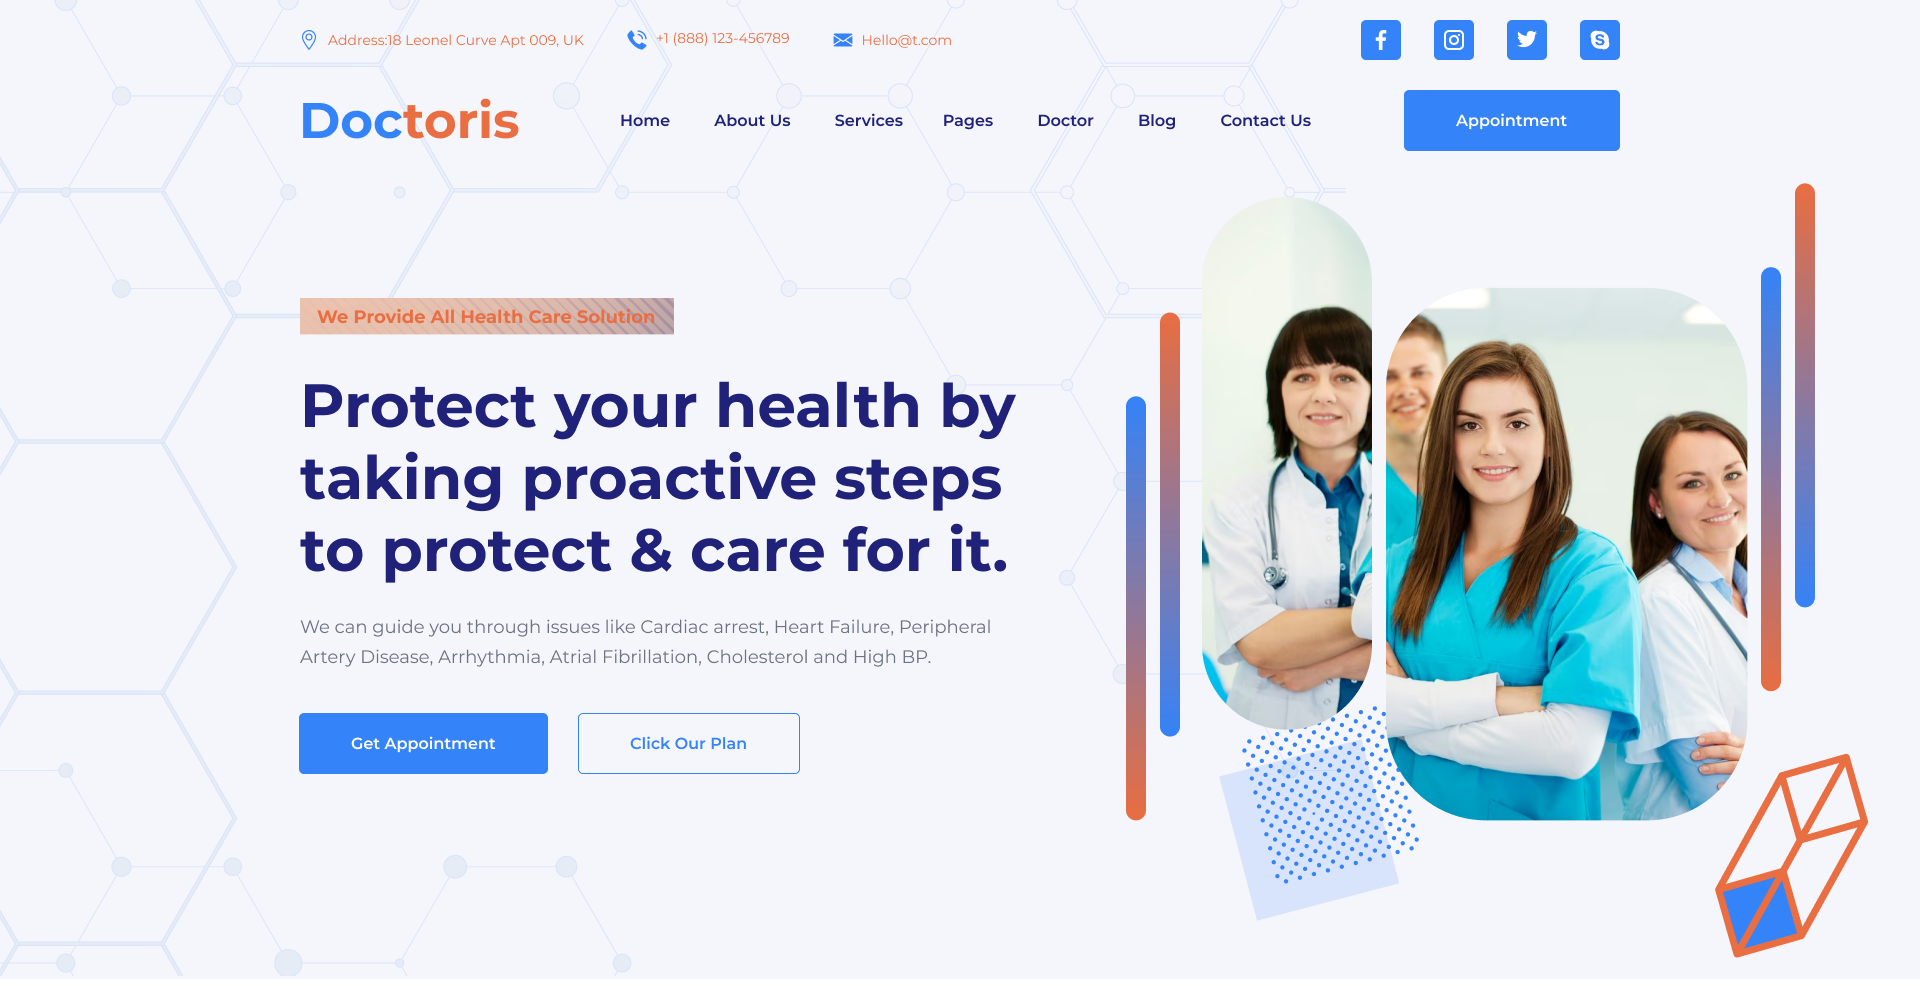 Address:18 Leonel Curve Apt 009, UK
+1 (888) 123-456789
Hello@t.com
Doctoris
Home
About Us
Services
Pages
Doctor
Blog
Contact Us
Appointment
We Provide All Health Care Solution
Protect your health by
taking proactive steps
to protect & care for it.
We can guide you through issues like Cardiac arrest, Heart Failure, Peripheral
Artery Disease, Arrhythmia, Atrial Fibrillation, Cholesterol and High BP.
Get Appointment
Click Our Plan